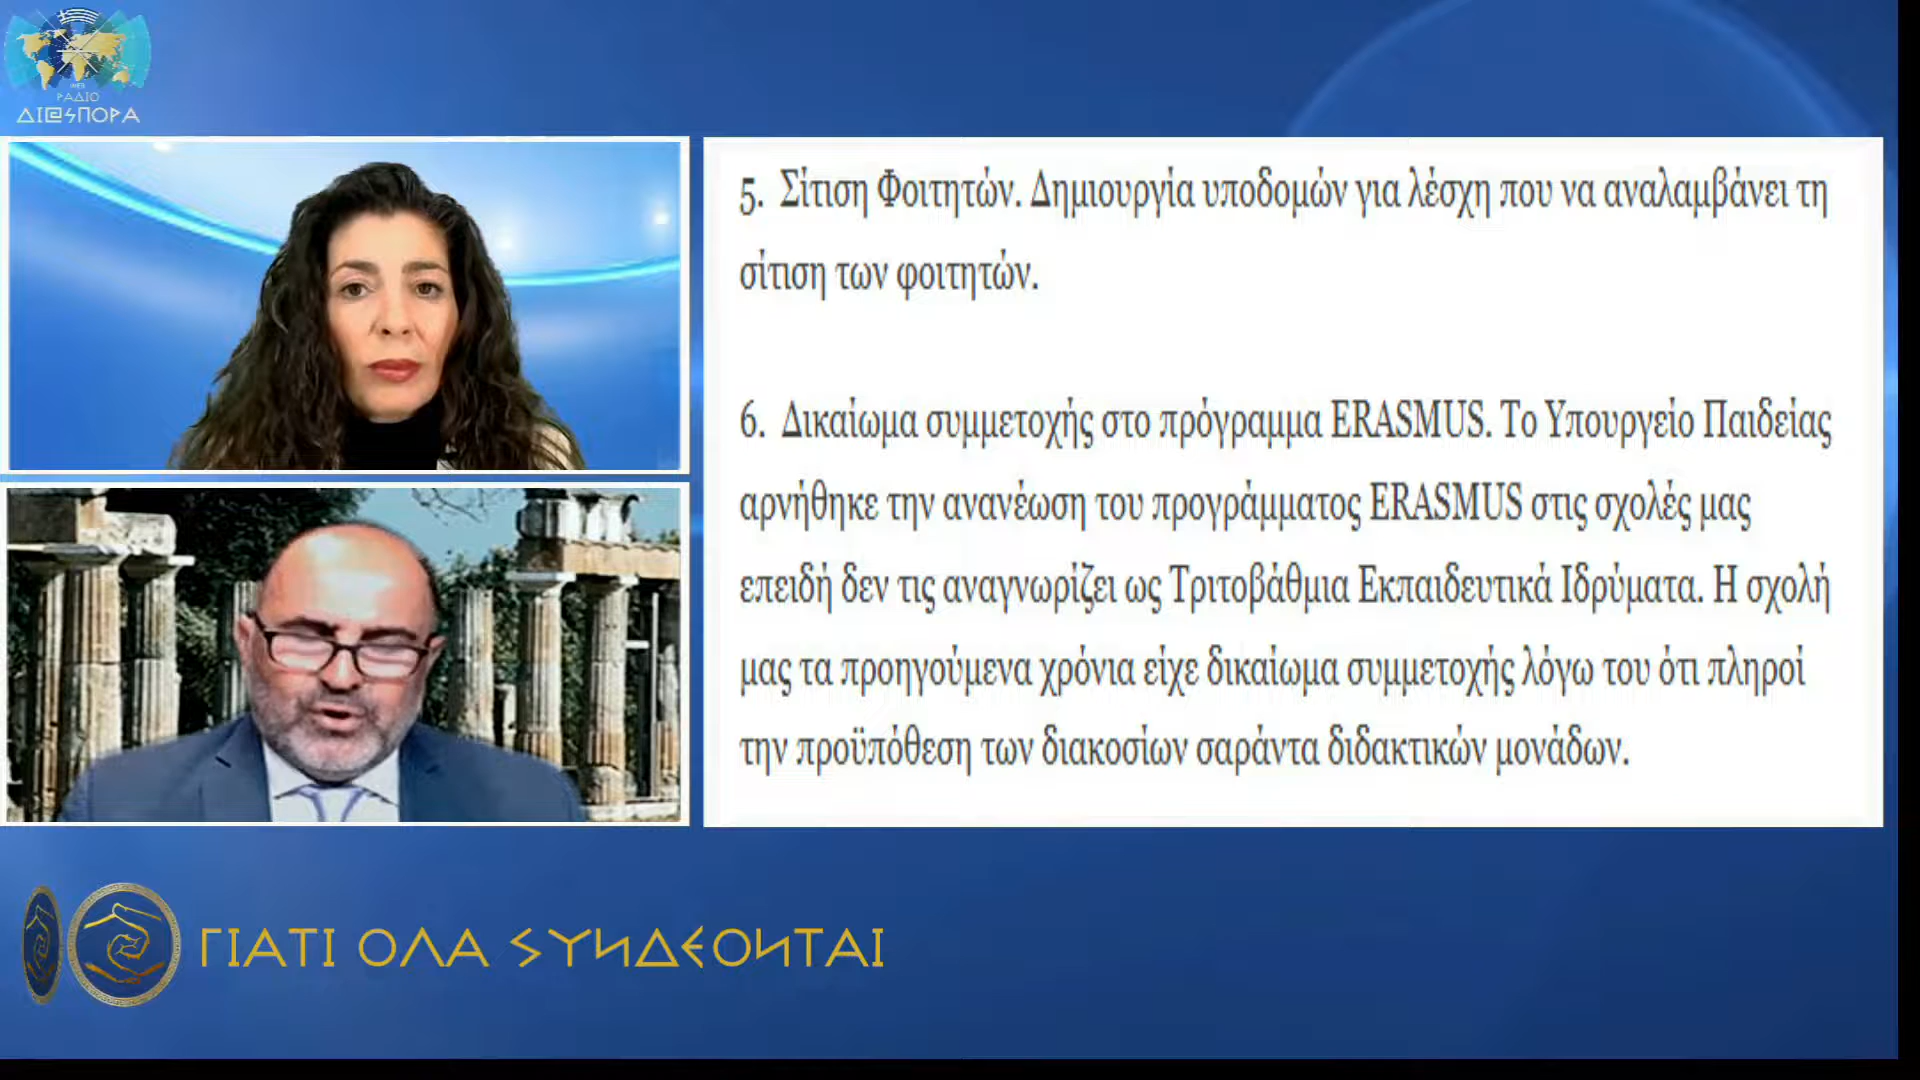 WEB
ΡΑΔΙΟ
ΔΙ@ΣΠΟΡΑ
5. Σίτιση Φοιτητών. Δημιουργία υποδομών για λέσχη που να αναλαμβάνει τη
σίτιση των φοιτητών.
6. Δικαίωμα συμμετοχής στο πρόγραμμα ERASMUS. Το Υπουργείο Παιδείας
αρνήθηκε την ανανέωση του προγράμματος ERASMUS στις σχολές μας
επειδή δεν τις αναγνωρίζει ως Τριτοβάθμια Εκπαιδευτικά Ιδρύματα. Η σχολή
μας τα προηγούμενα χρόνια είχε δικαίωμα συμμετοχής λόγω του ότι πληροί
την προϋπόθεση των διακοσίων σαράντα διδακτικών μονάδων.
ΓΙΑΤΙ ΟΛΑ ΣΥΝΔΕΟΝΤΑΙ